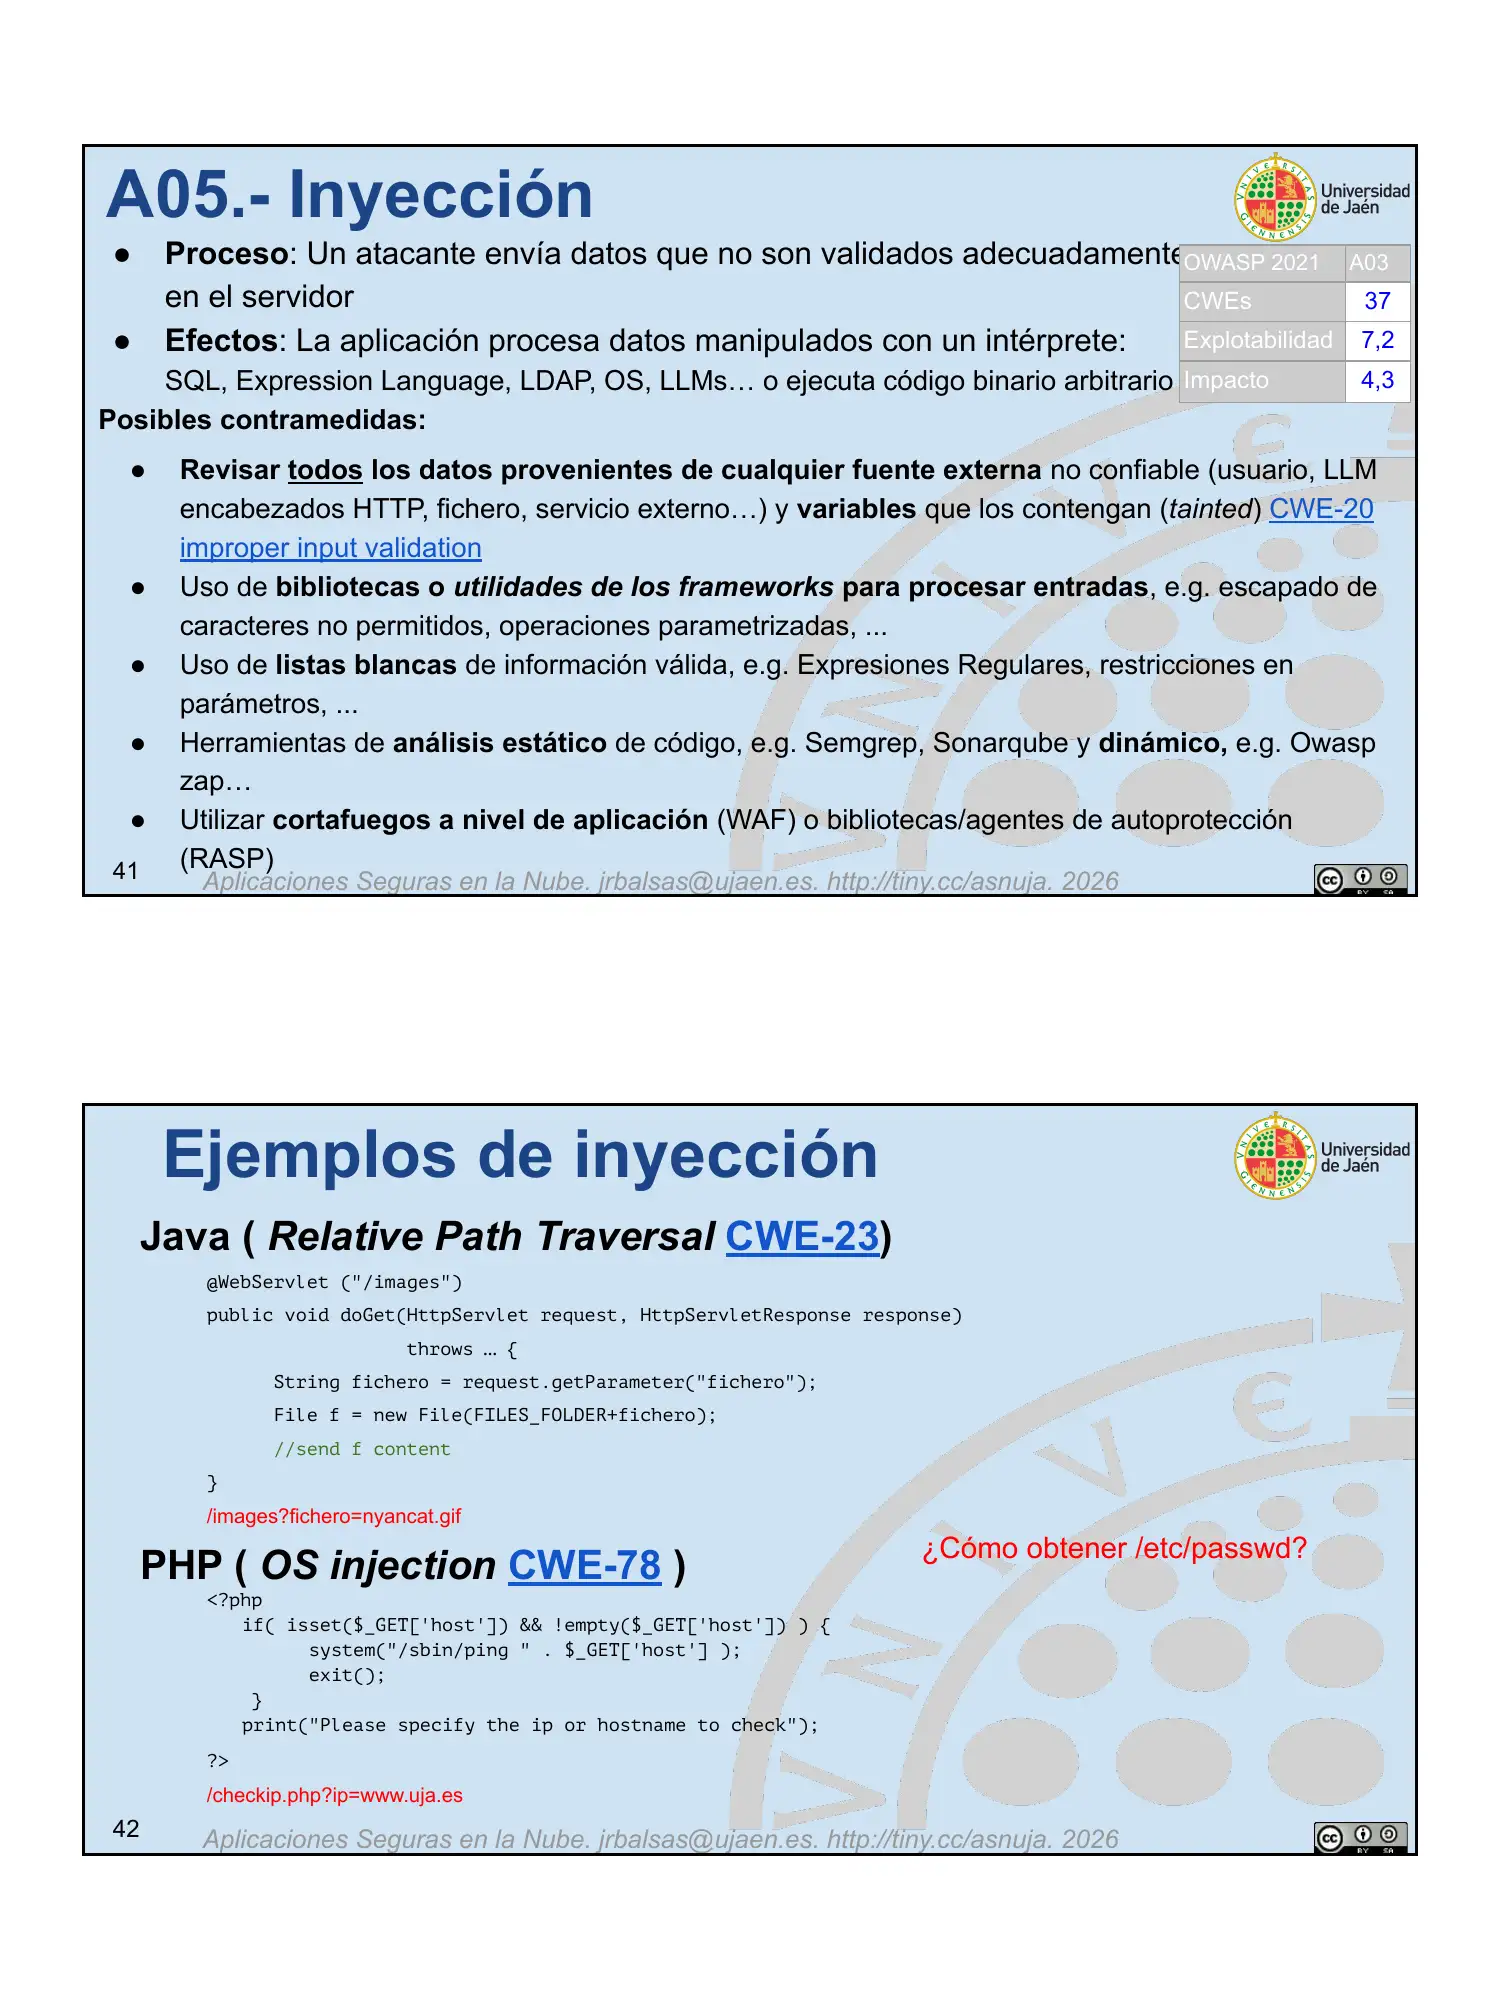 A05.- Inyección
Universidad
de Jaén
● Proceso: Un atacante envía datos que no son validados adecuadamente
en el servidor
OWASP 2021 A03
CWEs 37
Explotabilidad 7,2
Impacto 4,3
● Efectos: La aplicación procesa datos manipulados con un intérprete:
SQL, Expression Language, LDAP, OS, LLMs… o ejecuta código binario arbitrario
Posibles contramedidas:
● Revisar todos los datos provenientes de cualquier fuente externa no confiable (usuario, LLM
encabezados HTTP, fichero, servicio externo…) y variables que los contengan (tainted) CWE-20
improper input validation
● Uso de bibliotecas o utilidades de los frameworks para procesar entradas, e.g. escapado de
caracteres no permitidos, operaciones parametrizadas, ...
● Uso de listas blancas de información válida, e.g. Expresiones Regulares, restricciones en
parámetros, ...
● Herramientas de análisis estático de código, e.g. Semgrep, Sonarqube y dinámico, e.g. Owasp
zap…
● Utilizar cortafuegos a nivel de aplicación (WAF) o bibliotecas/agentes de autoprotección
(RASP)
41
Aplicaciones Seguras en la Nube. jrbalsas@ujaen.es. http://tiny.cc/asnuja. 2026
cc BY SA
Ejemplos de inyección
Universidad
de Jaén
Java ( Relative Path Traversal CWE-23)
@WebServlet ("/images")
public void doGet(HttpServlet request, HttpServletResponse response)
throws … {
String fichero = request.getParameter("fichero");
File f = new File(FILES_FOLDER+fichero);
//send f content
}
/images?fichero=nyancat.gif
¿Cómo obtener /etc/passwd?
PHP ( OS injection CWE-78 )
<?php
if( isset($_GET['host']) && !empty($_GET['host']) ) {
system("/sbin/ping " . $_GET['host'] );
exit();
}
print("Please specify the ip or hostname to check");
?>
/checkip.php?ip=www.uja.es
42
Aplicaciones Seguras en la Nube. jrbalsas@ujaen.es. http://tiny.cc/asnuja. 2026
cc BY SA